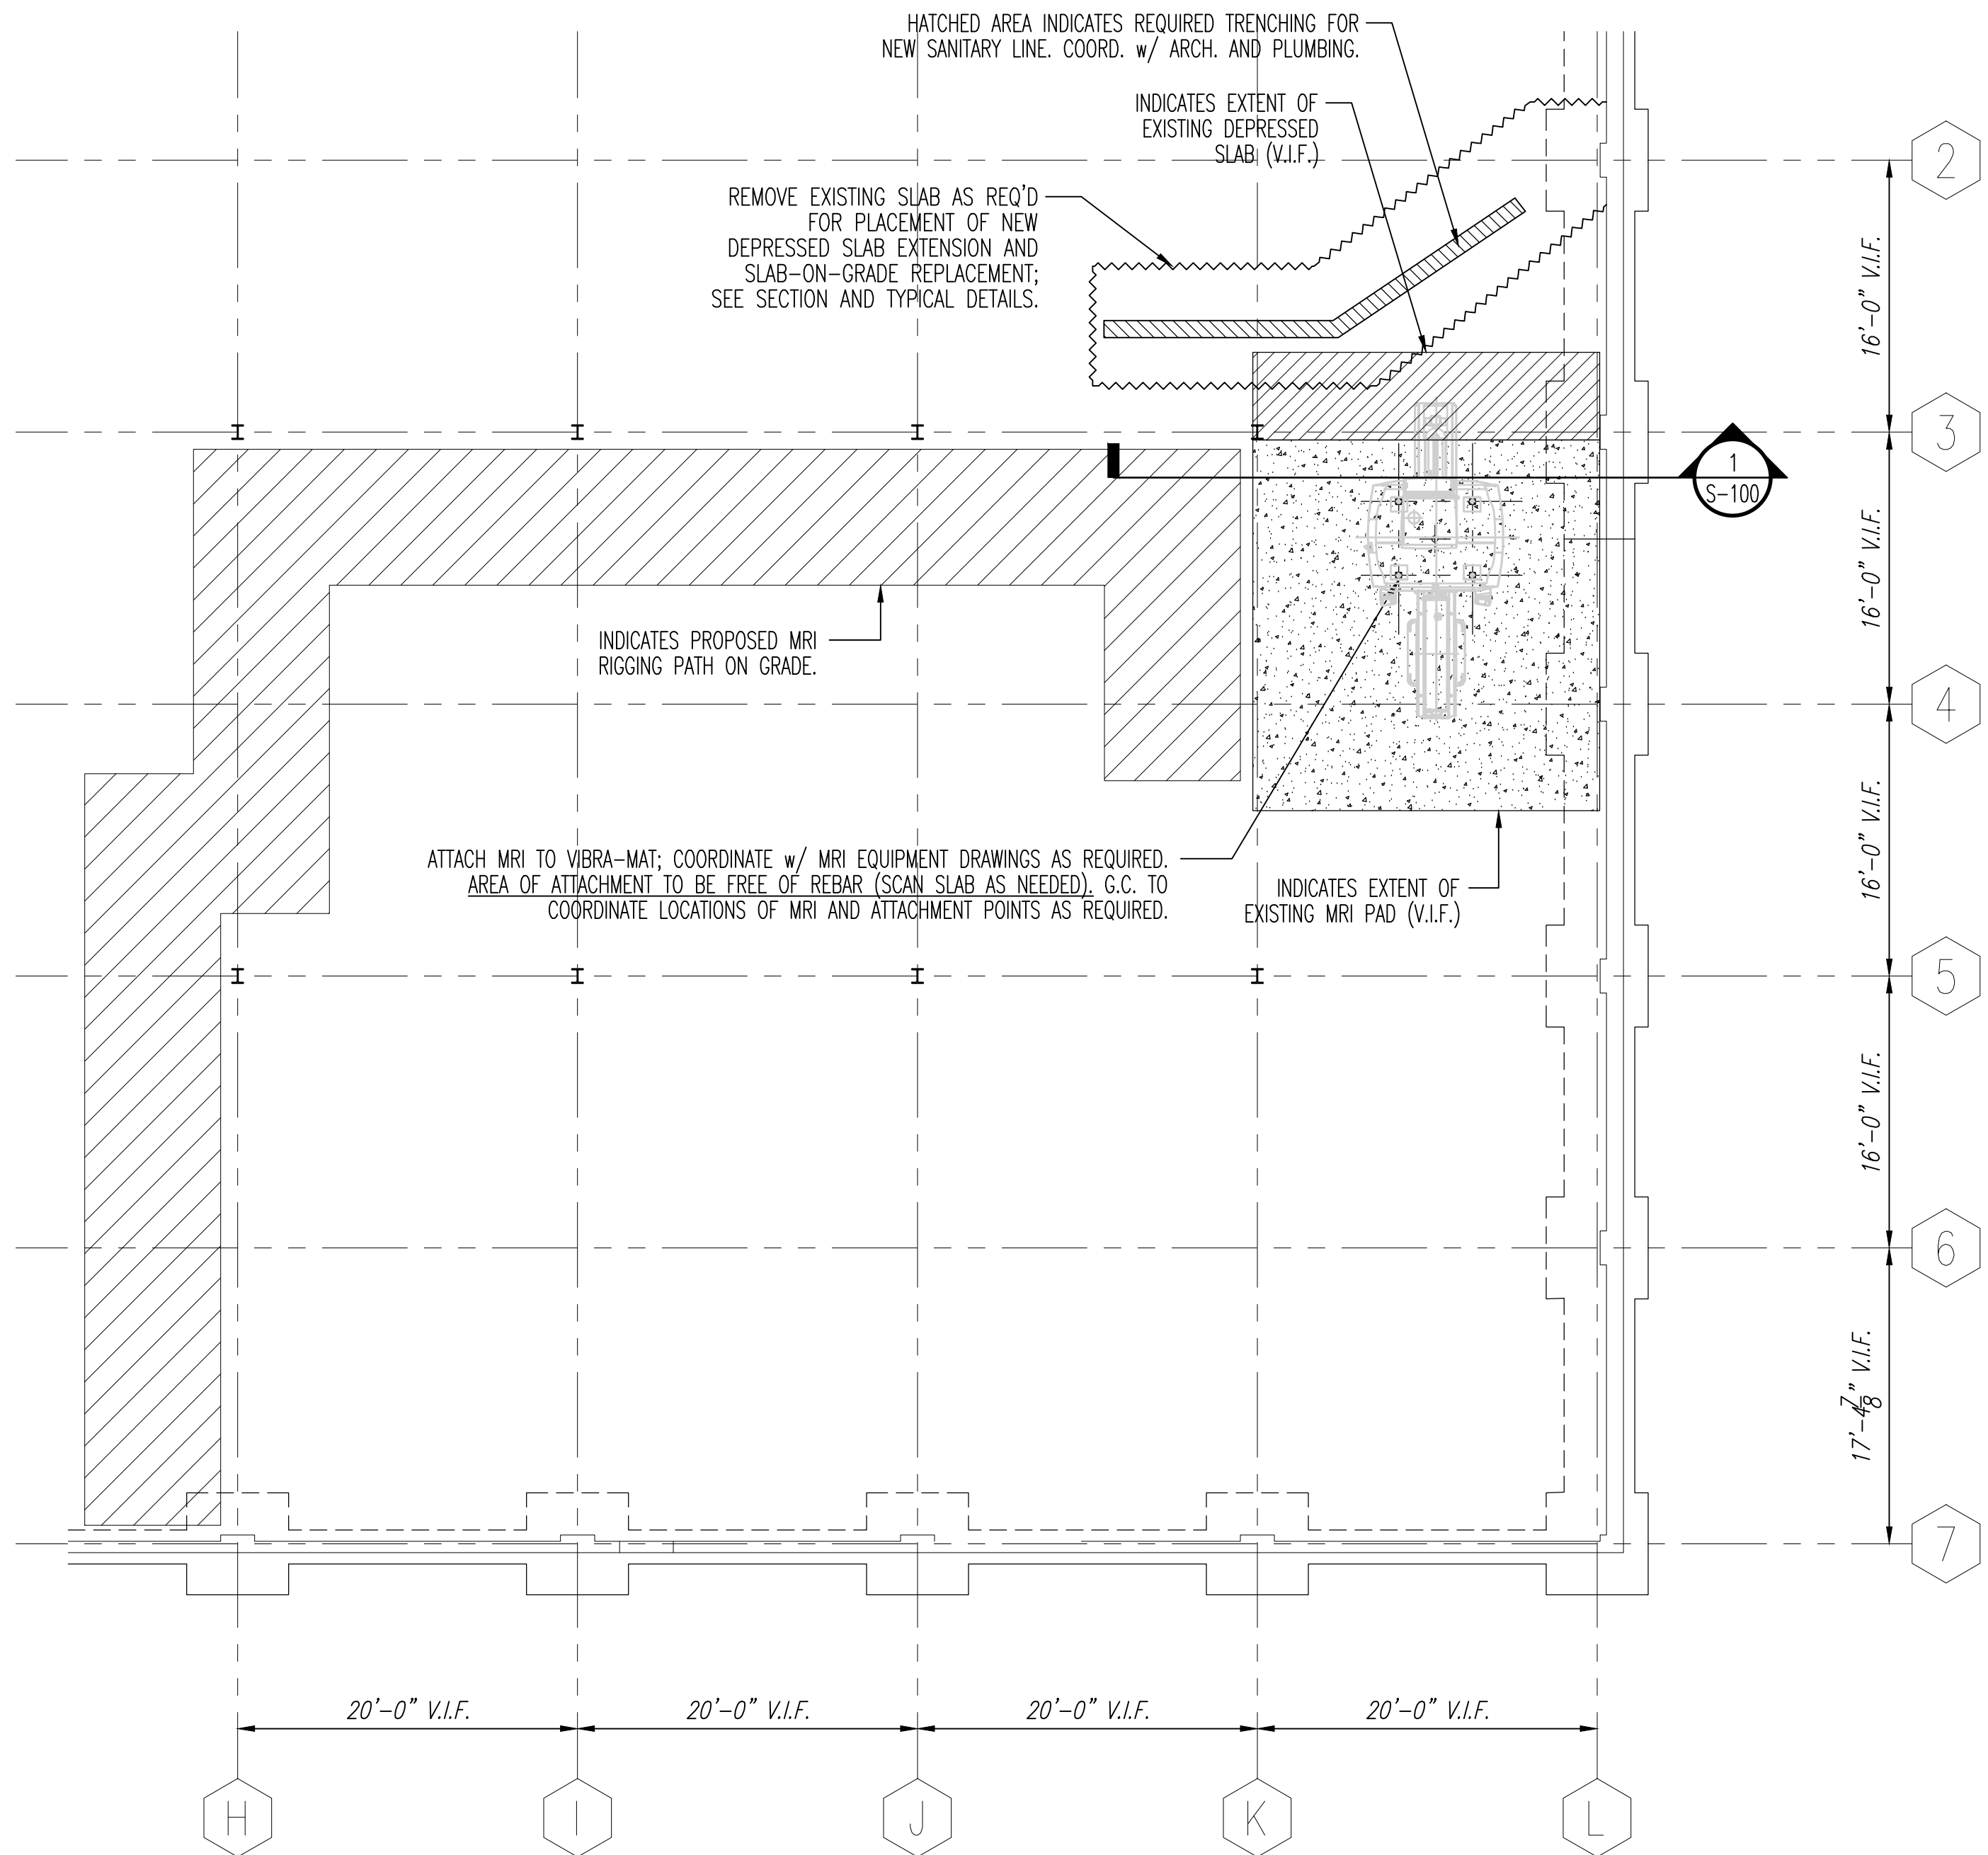 HATCHED AREA INDICATES REQUIRED TRENCHING FOR
NEW SANITARY LINE. COORD. w/ ARCH. AND PLUMBING.
INDICATES EXTENT OF
EXISTING DEPRESSED
SLAB (V.I.F.)
REMOVE EXISTING SLAB AS REQ'D
FOR PLACEMENT OF NEW
DEPRESSED SLAB EXTENSION AND
SLAB-ON-GRADE REPLACEMENT;
SEE SECTION AND TYPICAL DETAILS.
2
16'-0" V.I.F.
3
1
S-100
16'-0" V.I.F.
INDICATES PROPOSED MRI
RIGGING PATH ON GRADE.
4
ATTACH MRI TO VIBRA-MAT; COORDINATE w/ MRI EQUIPMENT DRAWINGS AS REQUIRED.
AREA OF ATTACHMENT TO BE FREE OF REBAR (SCAN SLAB AS NEEDED). G.C. TO
COORDINATE LOCATIONS OF MRI AND ATTACHMENT POINTS AS REQUIRED.
INDICATES EXTENT OF
EXISTING MRI PAD (V.I.F.)
16'-0" V.I.F.
5
16'-0" V.I.F.
6
17'-4 7/8" V.I.F.
7
20'-0" V.I.F.
20'-0" V.I.F.
20'-0" V.I.F.
20'-0" V.I.F.
H
I
J
K
L